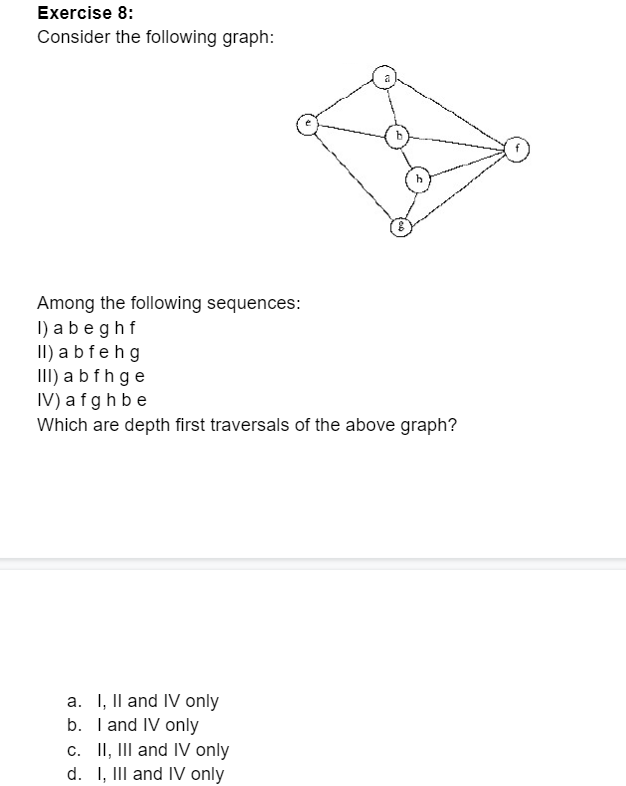 Exercise 8:
Consider the following graph:
a
e
b
f
h
g
Among the following sequences:
I) a b e g h f
II) a b f e h g
III) a b f h g e
IV) a f g h b e
Which are depth first traversals of the above graph?
a. I, II and IV only
b. I and IV only
c. II, III and IV only
d. I, III and IV only